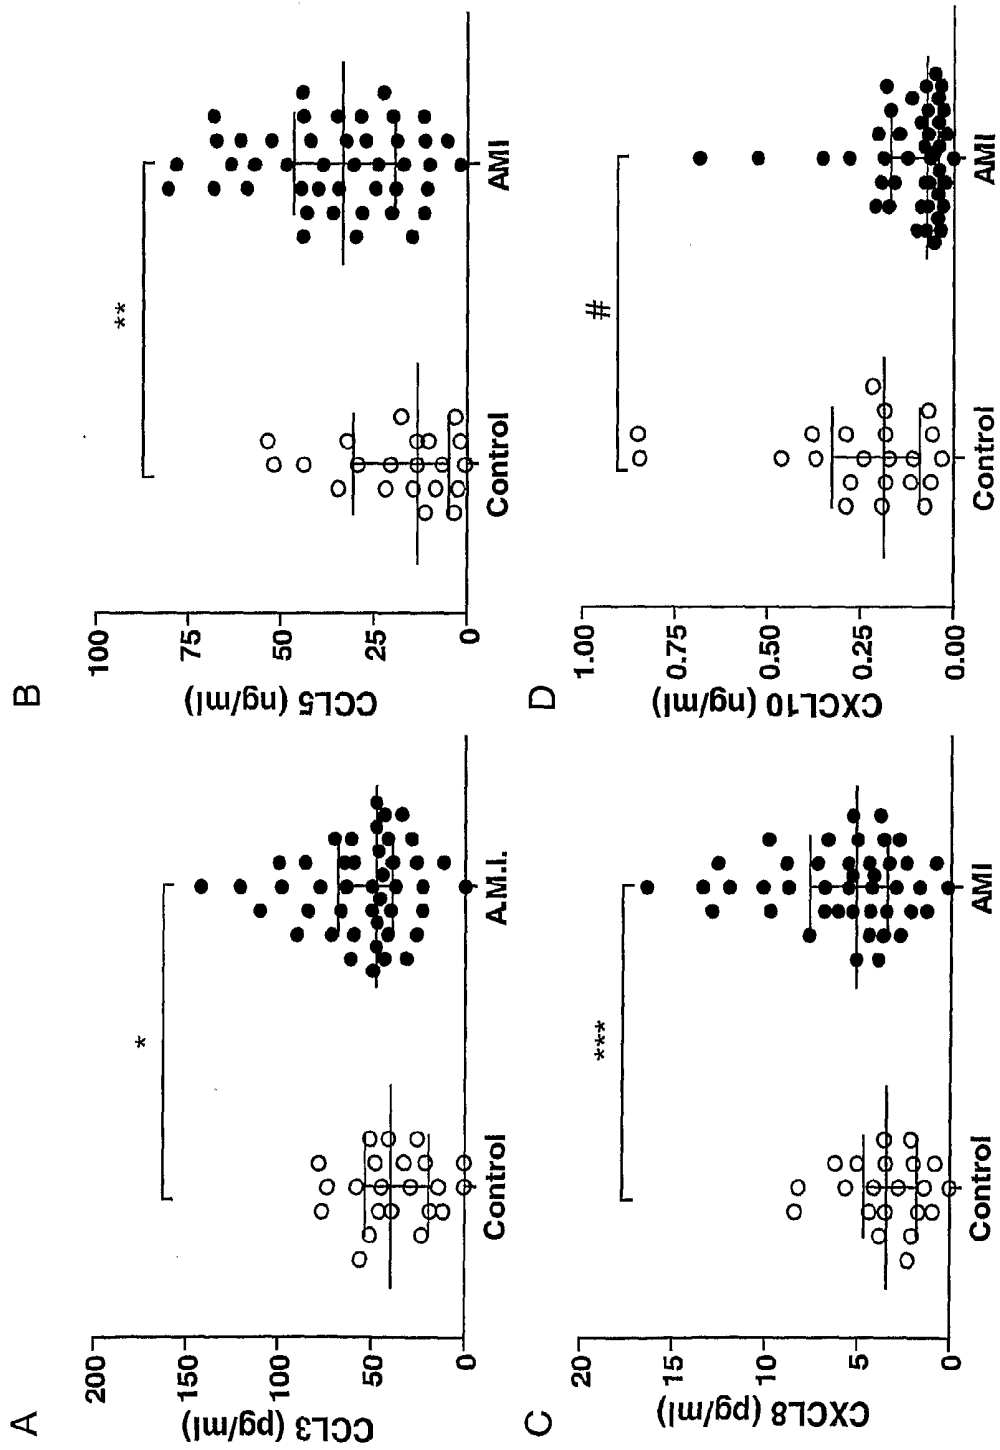 A
CCL3 (pg/ml)
200
150
100
50
0
*
Control
A.M.I.
B
CCL5 (ng/ml)
100
75
50
25
0
**
Control
AMI
C
CXCL8 (pg/ml)
20
15
10
5
0
***
Control
AMI
D
CXCL10 (ng/ml)
1.00
0.75
0.50
0.25
0.00
#
Control
AMI